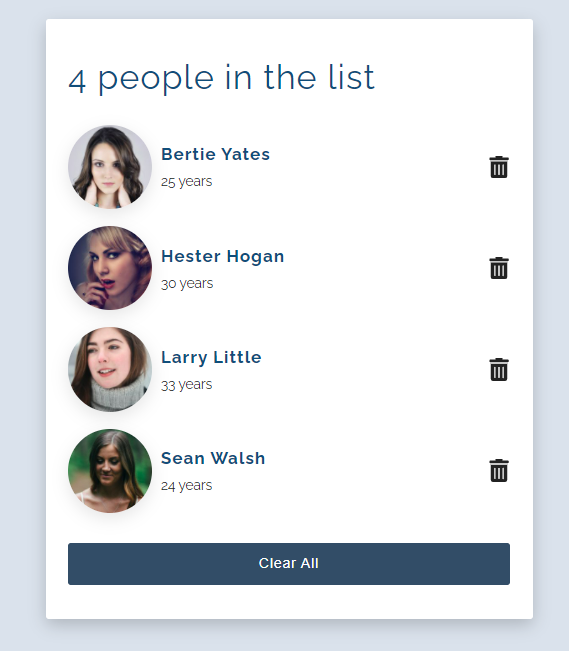 4 people in the list
Bertie Yates
25 years
Hester Hogan
30 years
Larry Little
33 years
Sean Walsh
24 years
Clear All